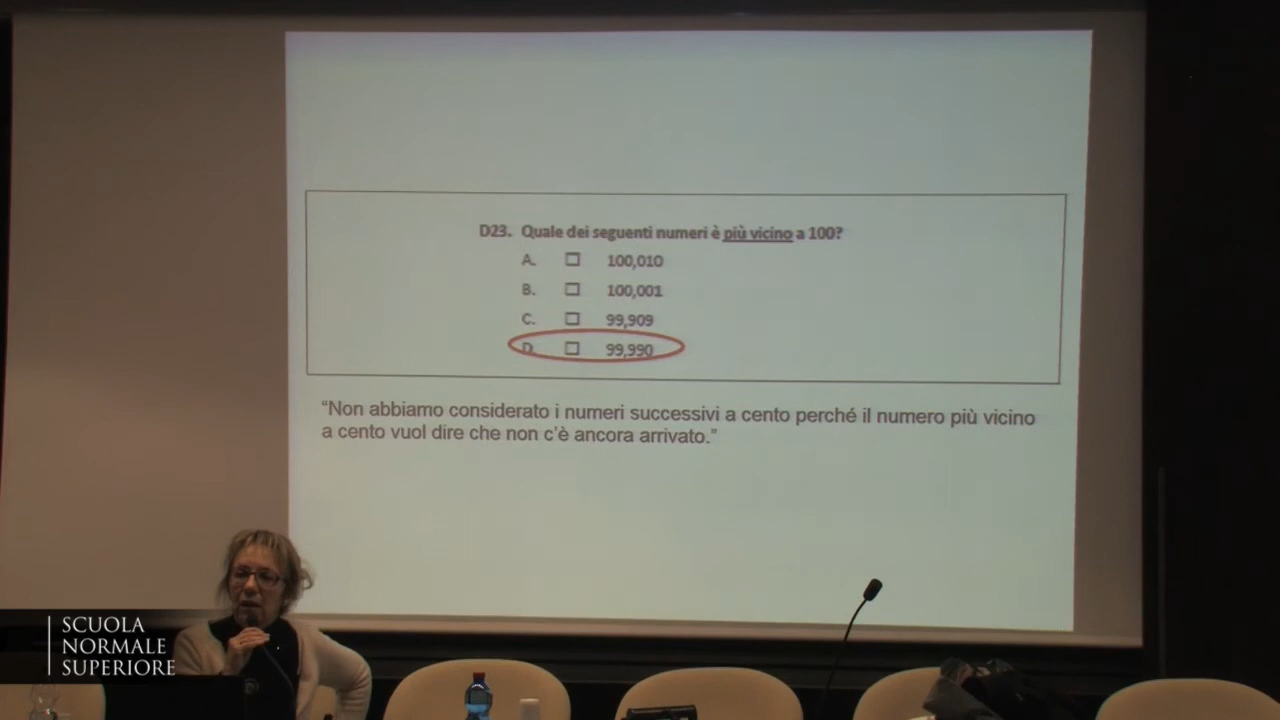 D23. Quale dei seguenti numeri è più vicino a 100?
A. 100,010
B. 100,001
C. 99,909
D. 99,990
"Non abbiamo considerato i numeri successivi a cento perché il numero più vicino
a cento vuol dire che non c'è ancora arrivato."
SCUOLA
NORMALE
SUPERIORE